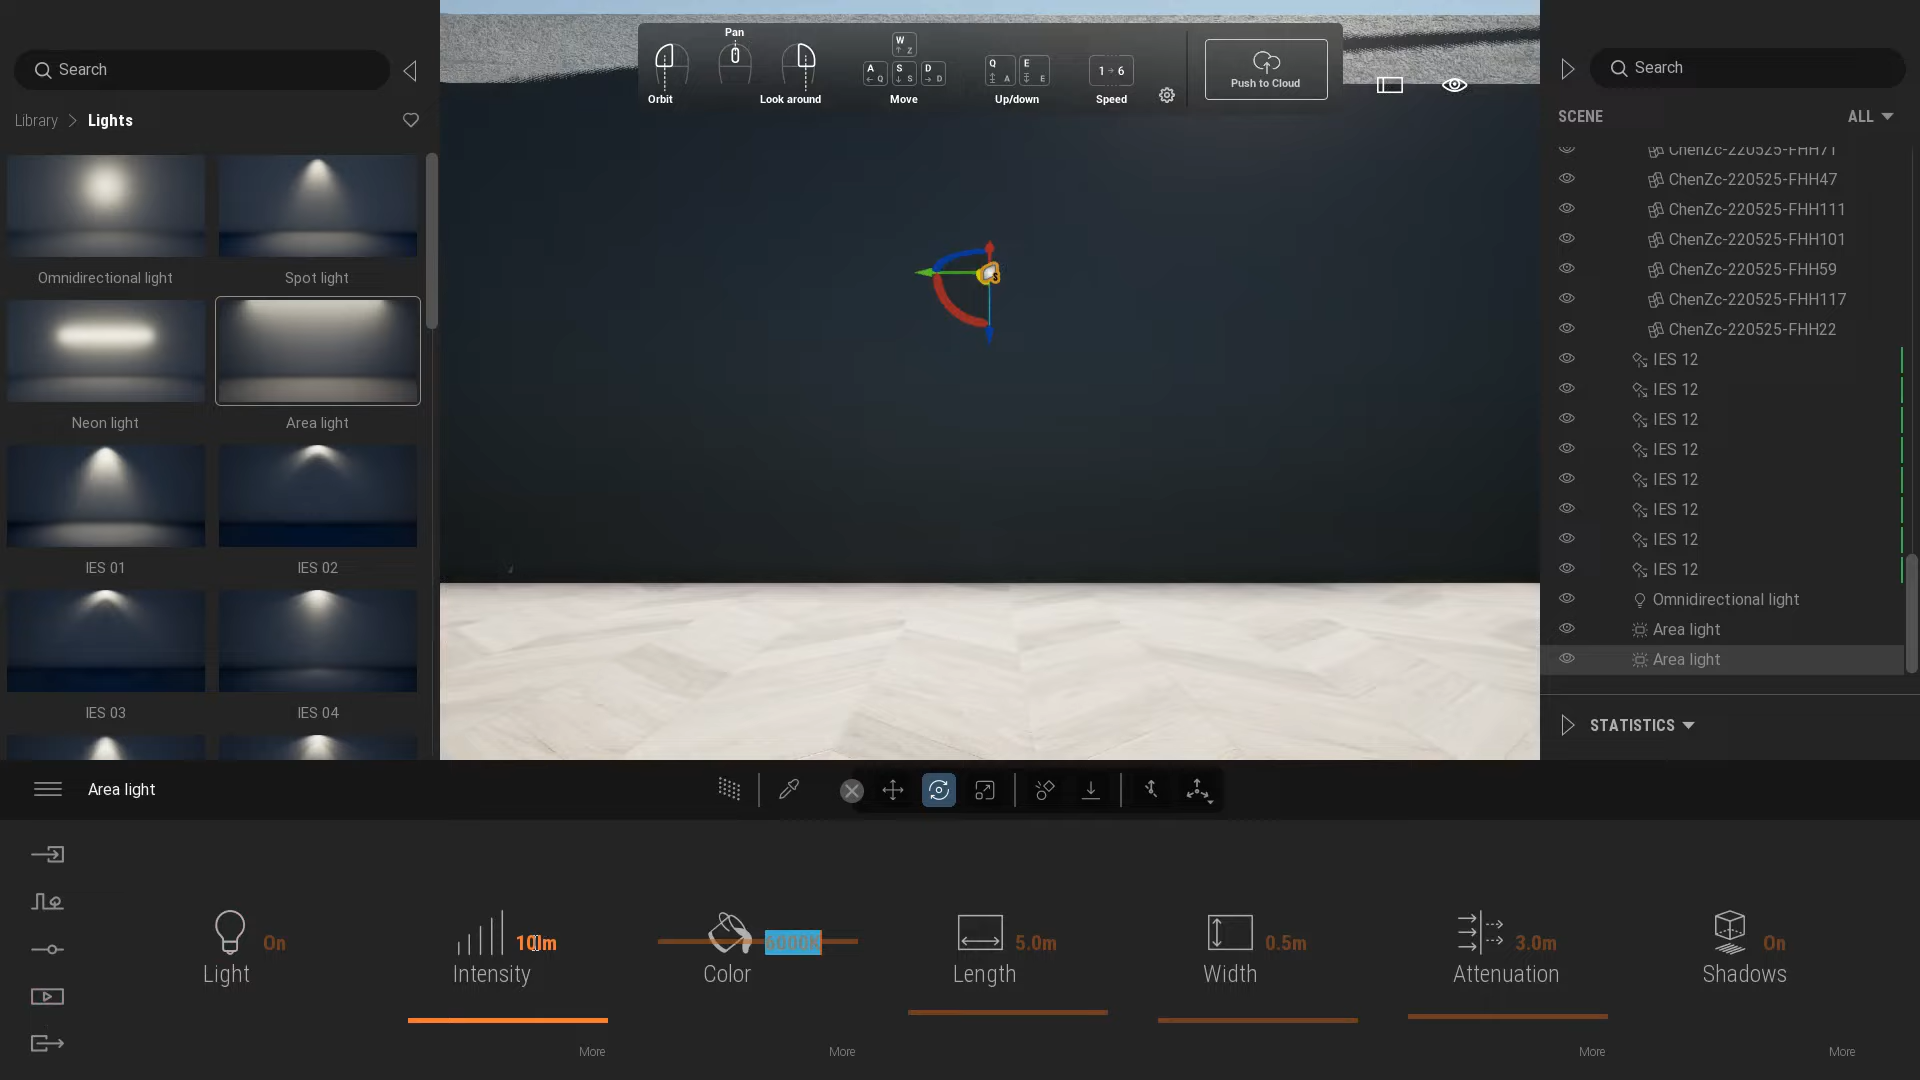 Search
Library > Lights
Omnidirectional light
Spot light
Neon light
Area light
IES 01
IES 02
IES 03
IES 04
Pan
Orbit
Look around
W
Z
A
Q
S
S
D
D
Move
Q
A
E
E
Up/down
1 → 6
Speed
Push to Cloud
Search
SCENE
ALL
ChenZc-220525-FHH71
ChenZc-220525-FHH47
ChenZc-220525-FHH111
ChenZc-220525-FHH101
ChenZc-220525-FHH59
ChenZc-220525-FHH117
ChenZc-220525-FHH22
IES 12
IES 12
IES 12
IES 12
IES 12
IES 12
IES 12
IES 12
Omnidirectional light
Area light
Area light
STATISTICS
Area light
On
Light
Intensity
More
6000K
Color
More
5.0m
Length
0.5m
Width
3.0m
Attenuation
More
On
Shadows
More